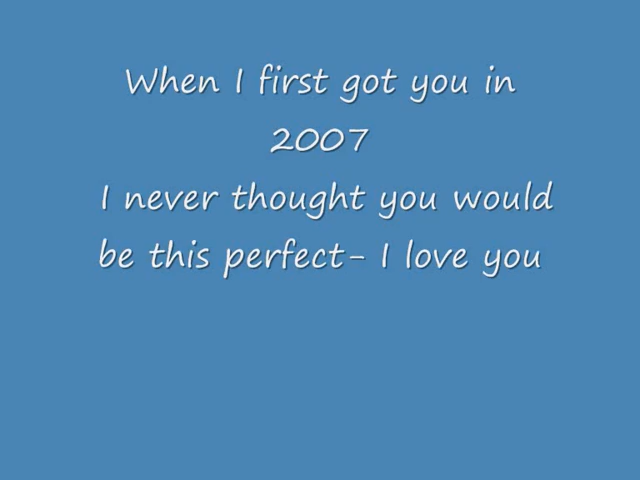 When I first got you in
2007
I never thought you would
be this perfect- I love you